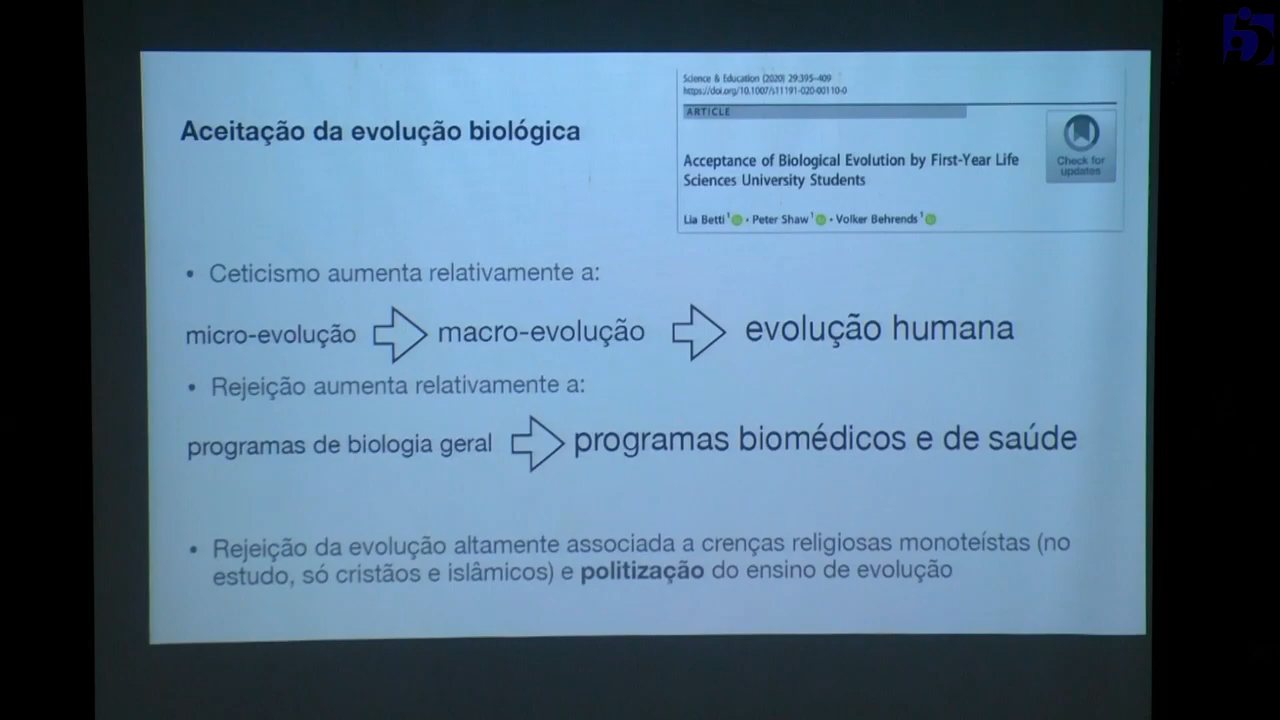 Science & Education (2020) 29:395–409
https://doi.org/10.1007/s11191-020-00110-0
ARTICLE
Aceitação da evolução biológica
Acceptance of Biological Evolution by First-Year Life
Sciences University Students
Check for
updates
Lia Betti 1 · Peter Shaw 1 · Volker Behrends 1
• Ceticismo aumenta relativamente a:
micro-evolução macro-evolução evolução humana
• Rejeição aumenta relativamente a:
programas de biologia geral programas biomédicos e de saúde
• Rejeição da evolução altamente associada a crenças religiosas monoteístas (no
estudo, só cristãos e islâmicos) e politização do ensino de evolução